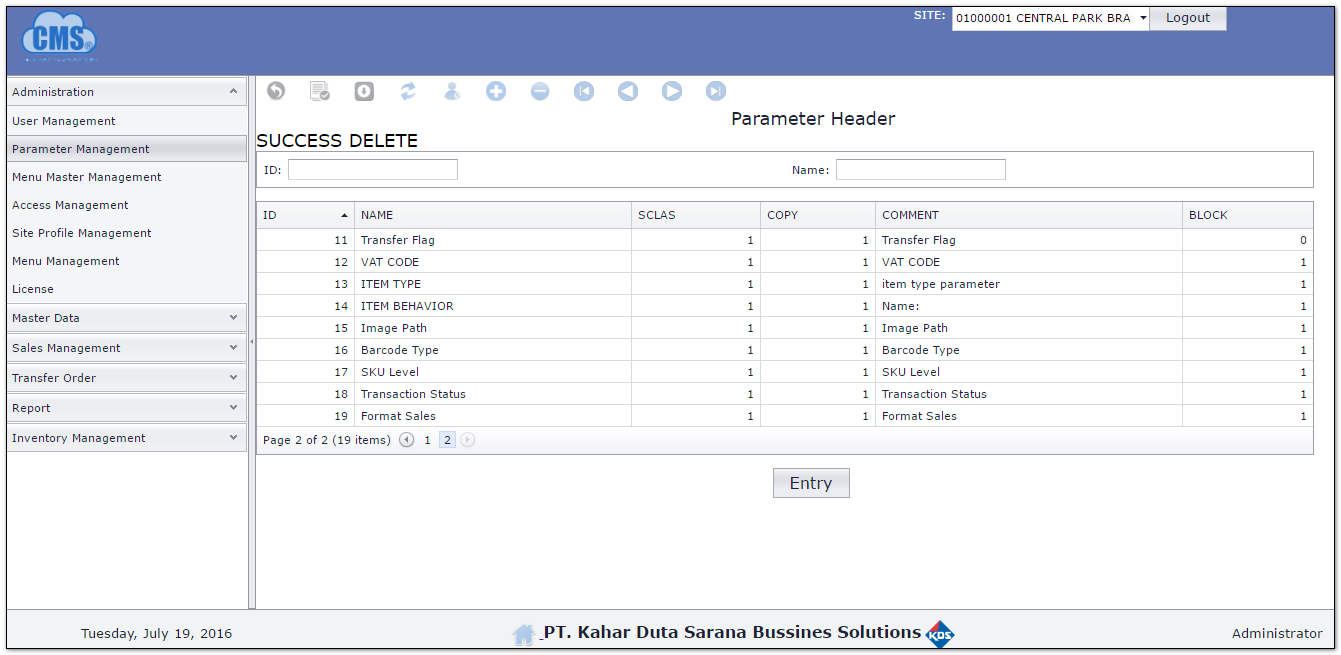 CMS®
SITE: 01000001 CENTRAL PARK BRA Logout
Administration
User Management
Parameter Management
Menu Master Management
Access Management
Site Profile Management
Menu Management
License
Master Data
Sales Management
Transfer Order
Report
Inventory Management
Parameter Header
SUCCESS DELETE
ID: Name:
ID NAME SCLAS COPY COMMENT BLOCK
11 Transfer Flag 1 1 Transfer Flag 0
12 VAT CODE 1 1 VAT CODE 1
13 ITEM TYPE 1 1 item type parameter 1
14 ITEM BEHAVIOR 1 1 Name: 1
15 Image Path 1 1 Image Path 1
16 Barcode Type 1 1 Barcode Type 1
17 SKU Level 1 1 SKU Level 1
18 Transaction Status 1 1 Transaction Status 1
19 Format Sales 1 1 Format Sales 1
Page 2 of 2 (19 items) 1 2
Entry
Tuesday, July 19, 2016 PT. Kahar Duta Sarana Bussines Solutions KDS Administrator